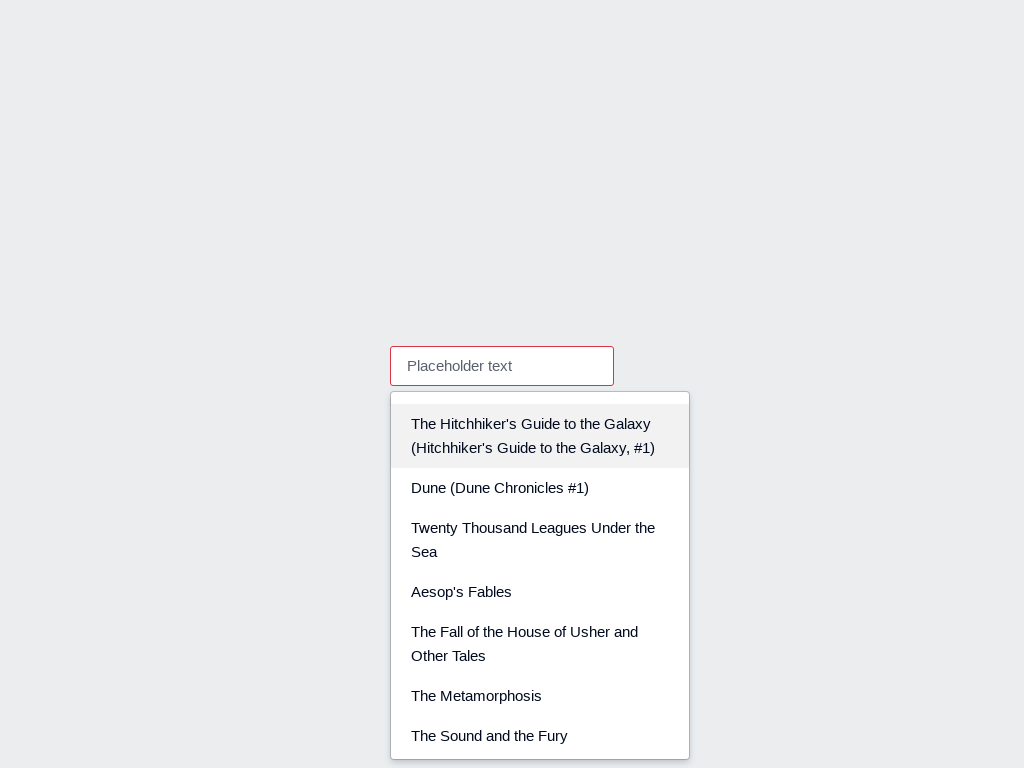 Placeholder text
The Hitchhiker's Guide to the Galaxy
(Hitchhiker's Guide to the Galaxy, #1)
Dune (Dune Chronicles #1)
Twenty Thousand Leagues Under the
Sea
Aesop's Fables
The Fall of the House of Usher and
Other Tales
The Metamorphosis
The Sound and the Fury